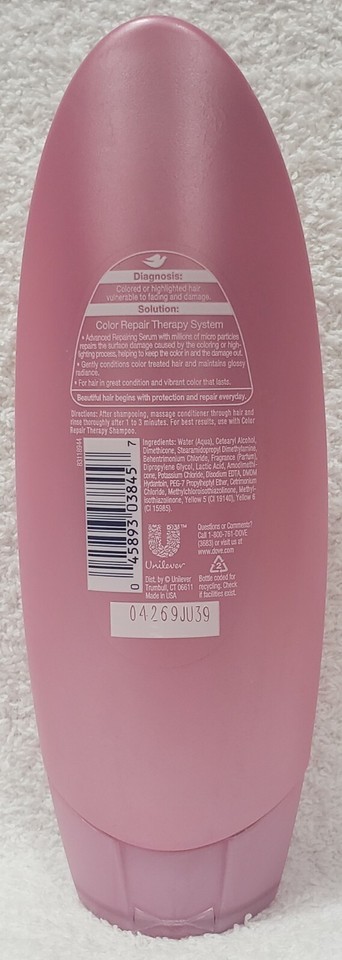 Diagnosis:
Colored or highlighted hair
vulnerable to fading and damage.
Solution:
Color Repair Therapy System
• Advanced Repairing Serum with millions of micro particles
repairs the surface damage caused by the coloring or high-
lighting process, helping to keep the color in and the damage out.
• Gently conditions color treated hair and maintains glossy
radiance.
• For hair in great condition and vibrant color that lasts.
Beautiful hair begins with protection and repair everyday.
Directions: After shampooing, massage conditioner through hair and
rinse thoroughly after 1 to 3 minutes. For best results, use with Color
Repair Therapy Shampoo.
Ingredients: Water (Aqua), Cetearyl Alcohol,
Dimethicone, Stearamidopropyl Dimethylamine,
Behentrimonium Chloride, Fragrance (Parfum),
Dipropylene Glycol, Lactic Acid, Amodimethi-
cone, Potassium Chloride, Disodium EDTA, DMDM
Hydantoin, PEG-7 Propylheptyl Ether, Cetrimonium
Chloride, Methylchloroisothiazolinone, Methyl-
isothiazolinone, Yellow 5 (CI 19140), Yellow 6
(CI 15985).
0 45893 03845 7
Unilever
TM
Dist. by © Unilever
Trumbull, CT 06611
Made in USA
Questions or Comments?
Call 1-800-761-DOVE
(3683) or visit us at
www.dove.com
2
Bottle coded for
recycling. Check
if facilities exist.
04269JU39